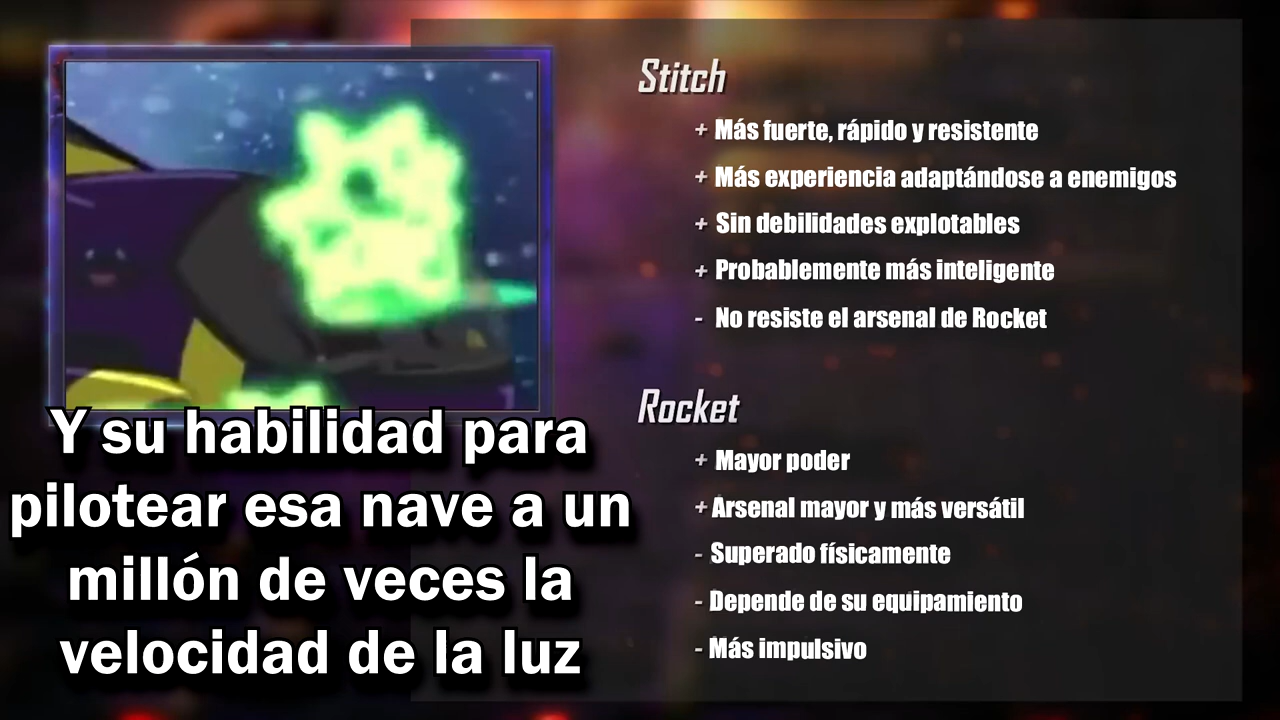 Stitch
+ Más fuerte, rápido y resistente
+ Más experiencia adaptándose a enemigos
+ Sin debilidades explotables
+ Probablemente más inteligente
- No resiste el arsenal de Rocket
Rocket
+ Mayor poder
+ Arsenal mayor y más versátil
- Superado físicamente
- Depende de su equipamiento
- Más impulsivo
Y su habilidad para
pilotear esa nave a un
millón de veces la
velocidad de la luz